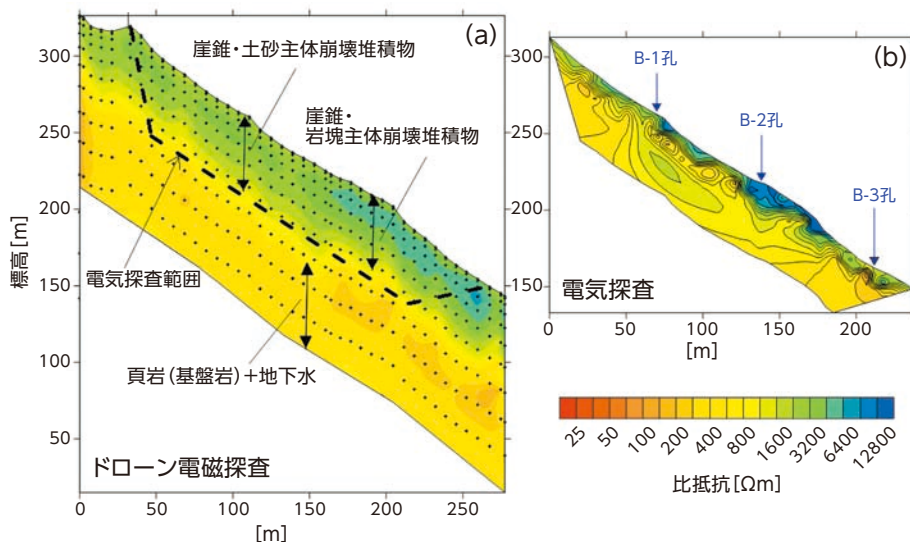 (a)
崖錐・土砂主体崩壊堆積物
崖錐・
岩塊主体崩壊堆積物
電気探査範囲
頁岩(基盤岩)+地下水
ドローン電磁探査
標高[m]
300
250
200
150
100
50
0
50
100
150
200
250
[m]
(b)
B-1孔
B-2孔
B-3孔
電気探査
300
250
200
150
0
50
100
150
200
[m]
25
50
100
200
400
800
1600
3200
6400
12800
比抵抗[Ωm]